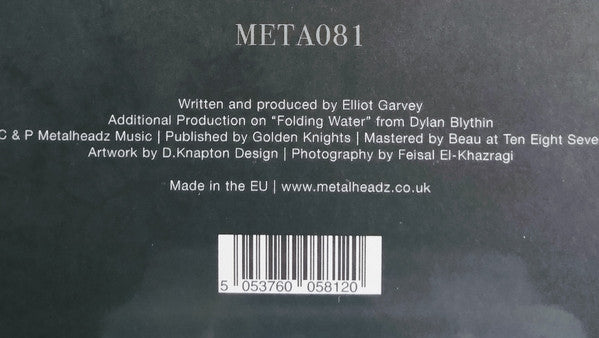 META081
Written and produced by Elliot Garvey
Additional Production on “Folding Water” from Dylan Blythin
C & P Metalheadz Music | Published by Golden Knights | Mastered by Beau at Ten Eight Seve
Artwork by D.Knapton Design | Photography by Feisal El-Khazragi
Made in the EU | www.metalheadz.co.uk
5 053760 058120